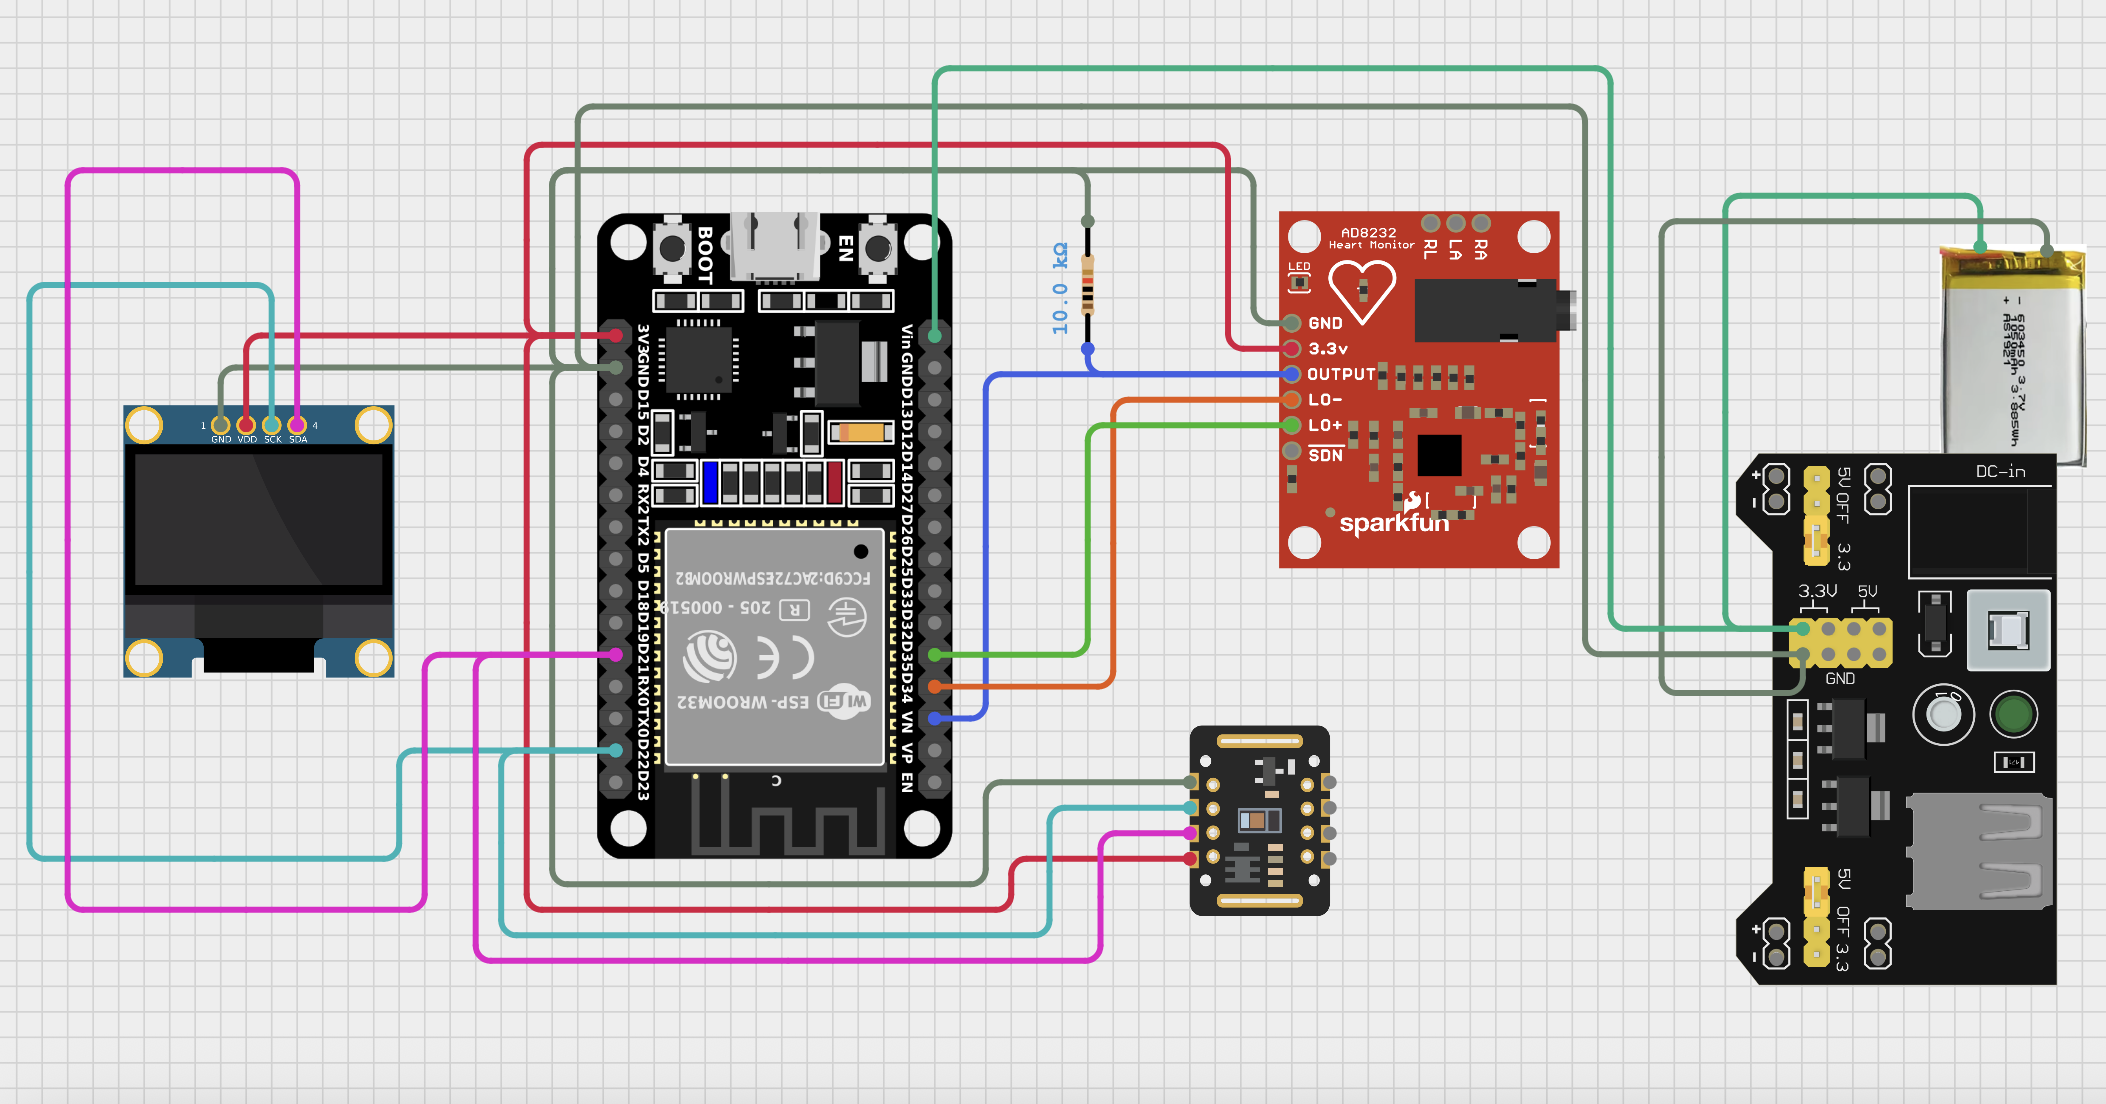 1 GND VDD SCK SDA 4
BOOT
EN
3V3
GND
D15
D2
D4
RX2
TX2
D5
D18
D19
D21
RX0
TX0
D22
D23
Vin
GND
D13
D12
D14
D27
D26
D25
D33
D32
D35
D34
VN
VP
EN
FCC9D:2AC72ESPWROOM32
R 205 - 000519
CE
WiFi ESP-WROOM32
C
10.0 kΩ
AD8232
Heart Monitor
RL
LA
RA
LED
GND
3.3v
OUTPUT
LO-
LO+
SDN
sparkfun
+ −
603450 3.7V
1050mAh 3.885Wh
DC-in
+
−
5V
OFF
3.3
3.3V 5V
GND
5V
OFF
3.3
+
−